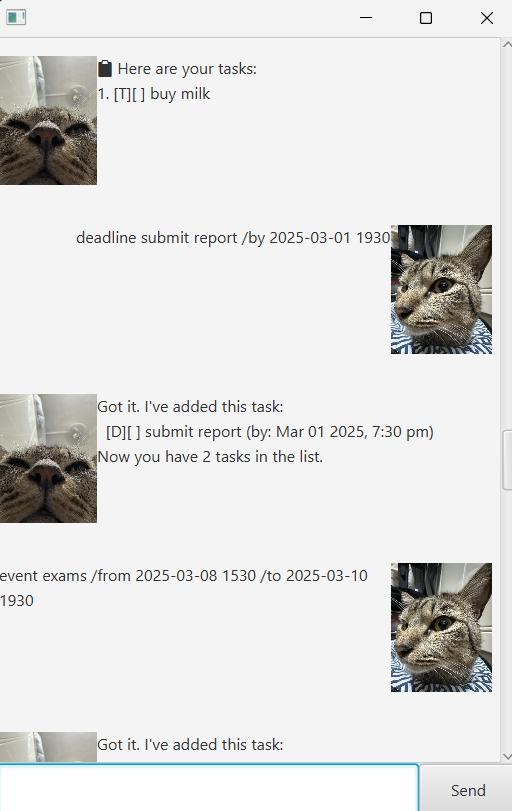 📋 Here are your tasks:
1. [T][ ] buy milk
deadline submit report /by 2025-03-01 1930
Got it. I've added this task:
[D][ ] submit report (by: Mar 01 2025, 7:30 pm)
Now you have 2 tasks in the list.
event exams /from 2025-03-08 1530 /to 2025-03-10
1930
Got it. I've added this task:
Send